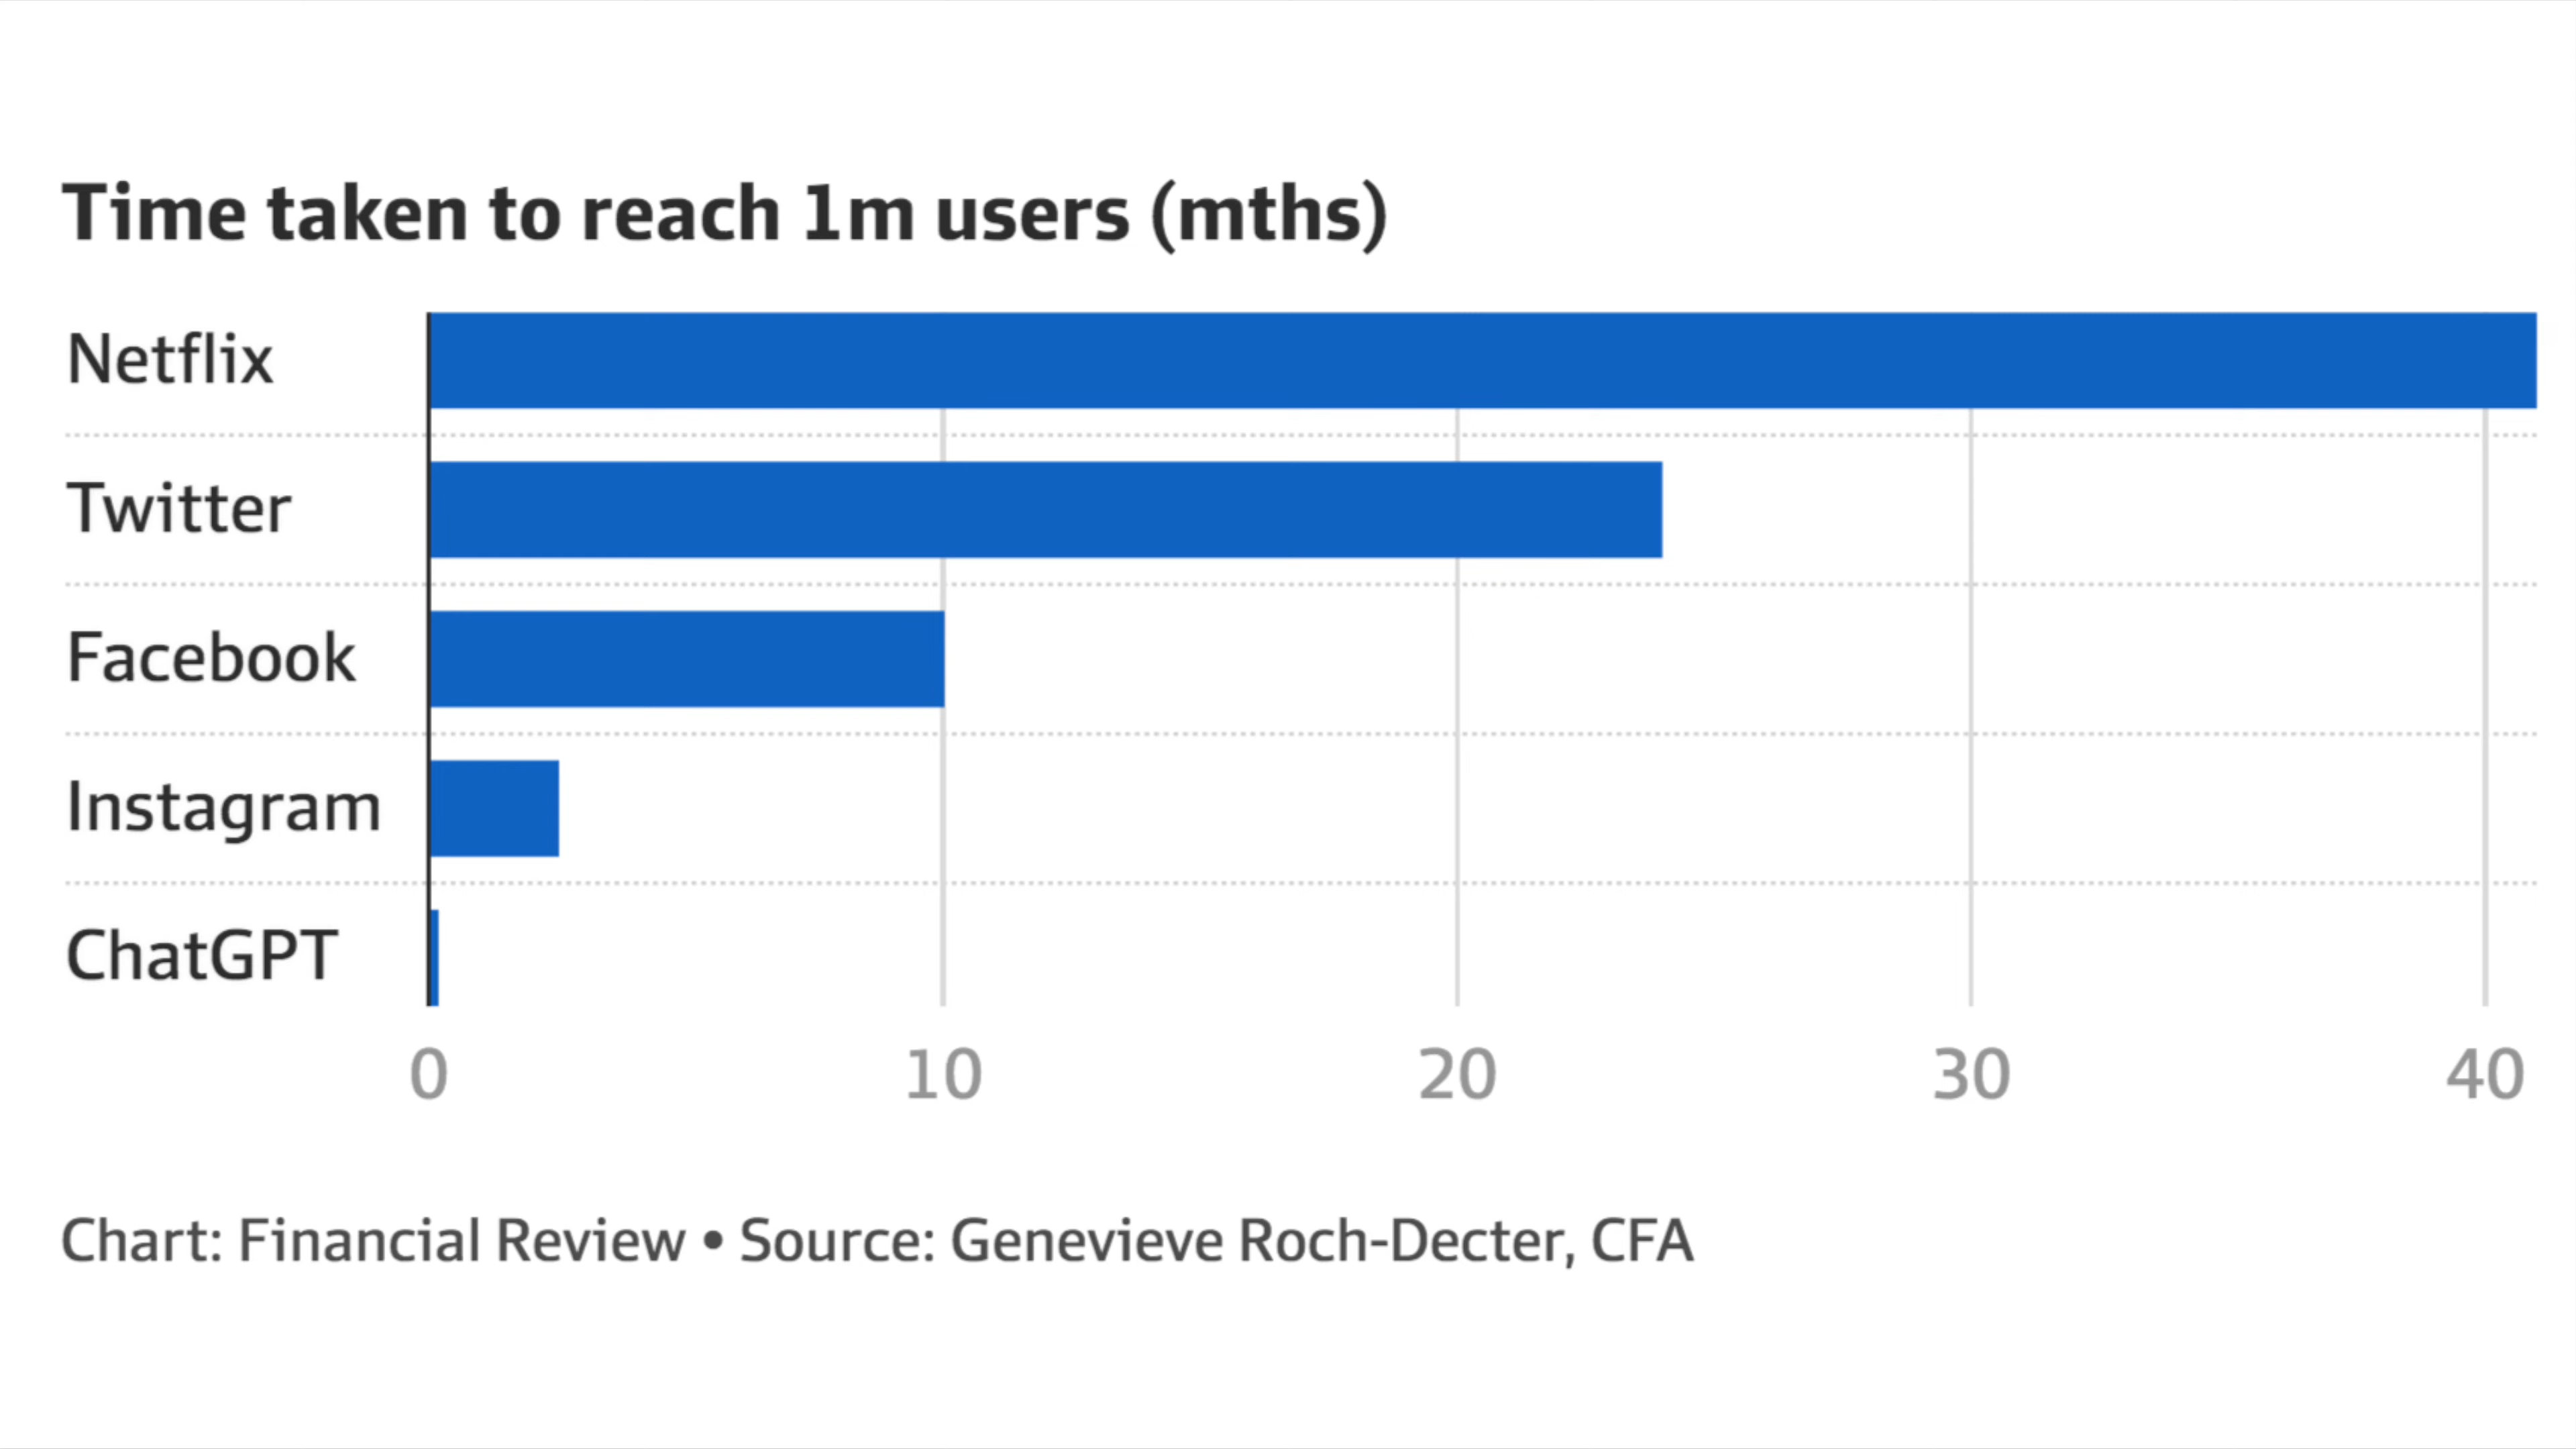 Time taken to reach 1m users (mths)
Netflix
Twitter
Facebook
Instagram
ChatGPT
0 10 20 30 40
Chart: Financial Review • Source: Genevieve Roch-Decter, CFA